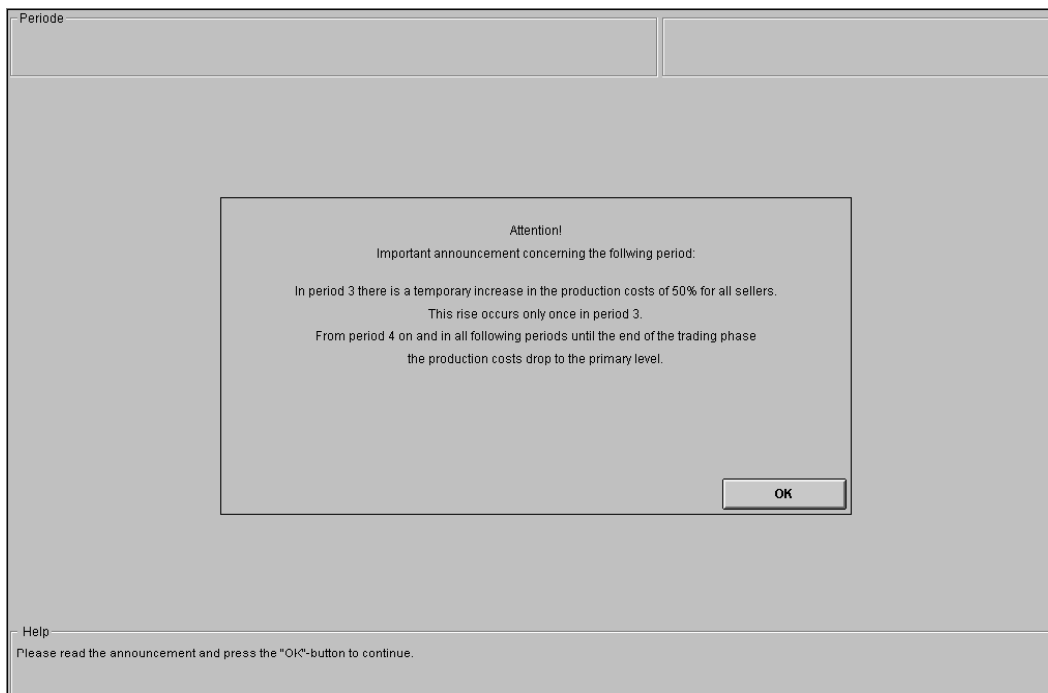 Periode
Attention!
Important announcement concerning the follwing period:
In period 3 there is a temporary increase in the production costs of 50% for all sellers.
This rise occurs only once in period 3.
From period 4 on and in all following periods until the end of the trading phase
the production costs drop to the primary level.
OK
Help
Please read the announcement and press the "OK"-button to continue.